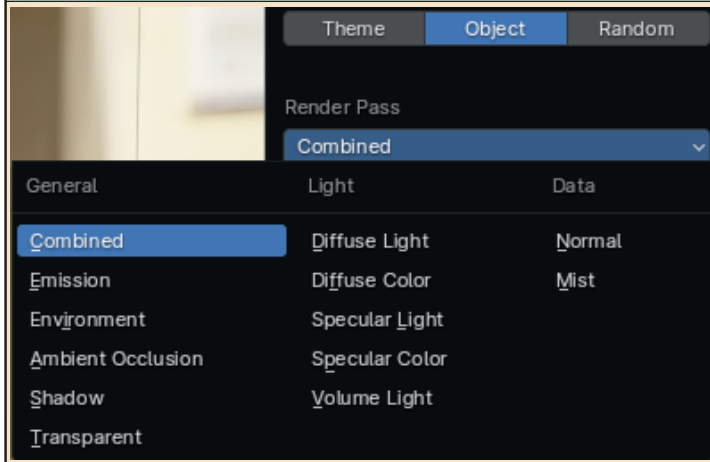 Theme Object Random
Render Pass
Combined
General Light Data
Combined Diffuse Light Normal
Emission Diffuse Color Mist
Environment Specular Light
Ambient Occlusion Specular Color
Shadow Volume Light
Transparent